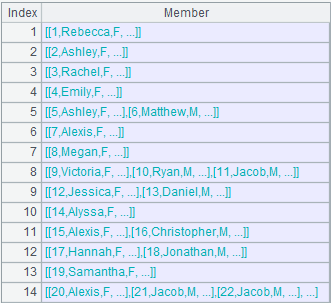 Index Member
1 [[1,Rebecca,F, ...]]
2 [[2,Ashley,F, ...]]
3 [[3,Rachel,F, ...]]
4 [[4,Emily,F, ...]]
5 [[5,Ashley,F, ...],[6,Matthew,M, ...]]
6 [[7,Alexis,F, ...]]
7 [[8,Megan,F, ...]]
8 [[9,Victoria,F, ...],[10,Ryan,M, ...],[11,Jacob,M, ...]]
9 [[12,Jessica,F, ...],[13,Daniel,M, ...]]
10 [[14,Alyssa,F, ...]]
11 [[15,Alexis,F, ...],[16,Christopher,M, ...]]
12 [[17,Hannah,F, ...],[18,Jonathan,M, ...]]
13 [[19,Samantha,F, ...]]
14 [[20,Alexis,F, ...],[21,Jacob,M, ...],[22,Jacob,M, ...], ...]